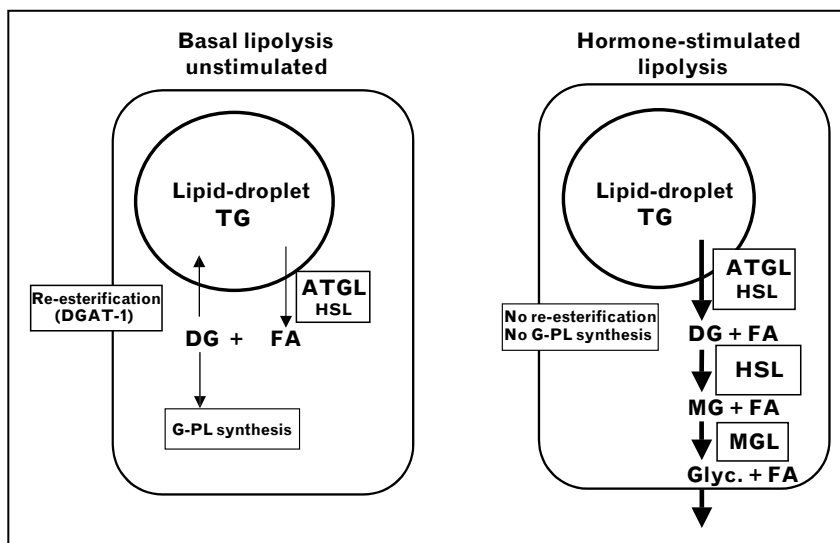 Basal lipolysis
unstimulated
Lipid-droplet
TG
Re-esterification
(DGAT-1)
ATGL
HSL
DG + FA
G-PL synthesis
Hormone-stimulated
lipolysis
Lipid-droplet
TG
ATGL
HSL
No re-esterification
No G-PL synthesis
DG + FA
HSL
MG + FA
MGL
Glyc. + FA